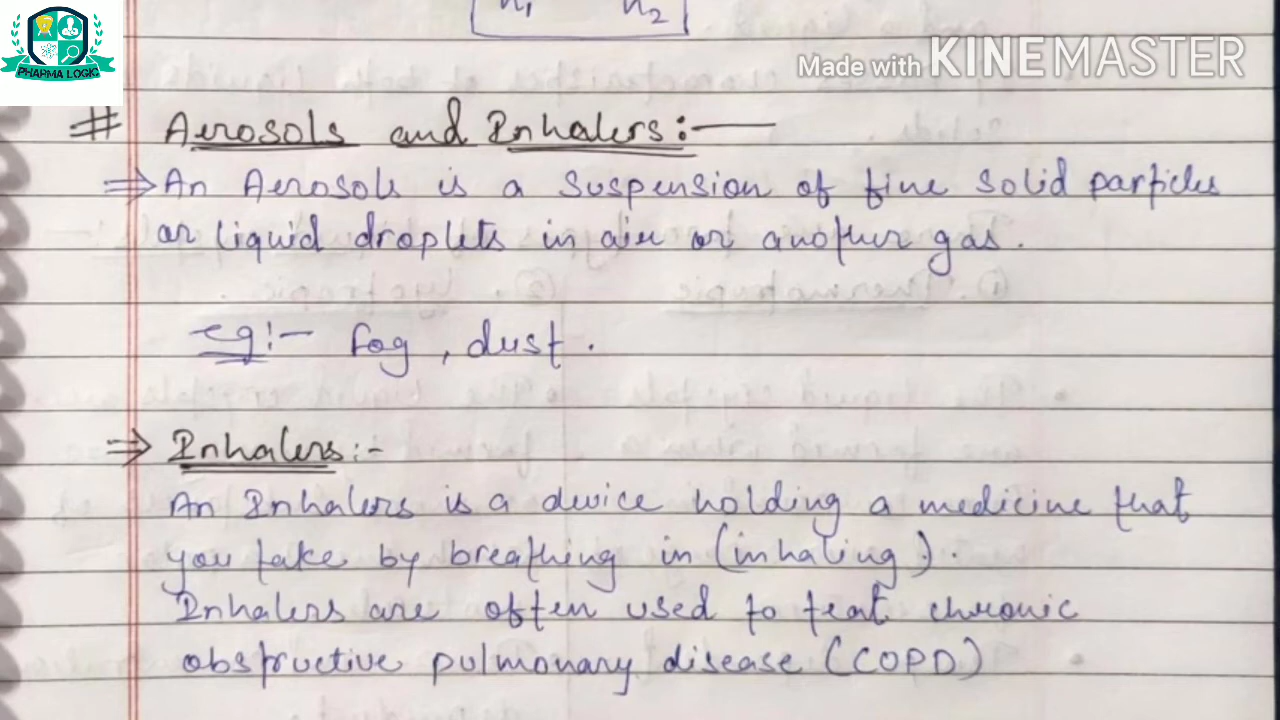 n₁ n₂
PHARMA LOGIC
Made with KINEMASTER
# Aerosols and Inhalers:—
⇒ An Aerosols is a suspension of fine solid particles
or liquid droplets in air or another gas.
eg:- Fog, dust.
⇒ Inhalers:-
An Inhalers is a device holding a medicine that
you take by breathing in (inhaling).
Inhalers are often used to treat chronic
obstructive pulmonary disease (COPD)